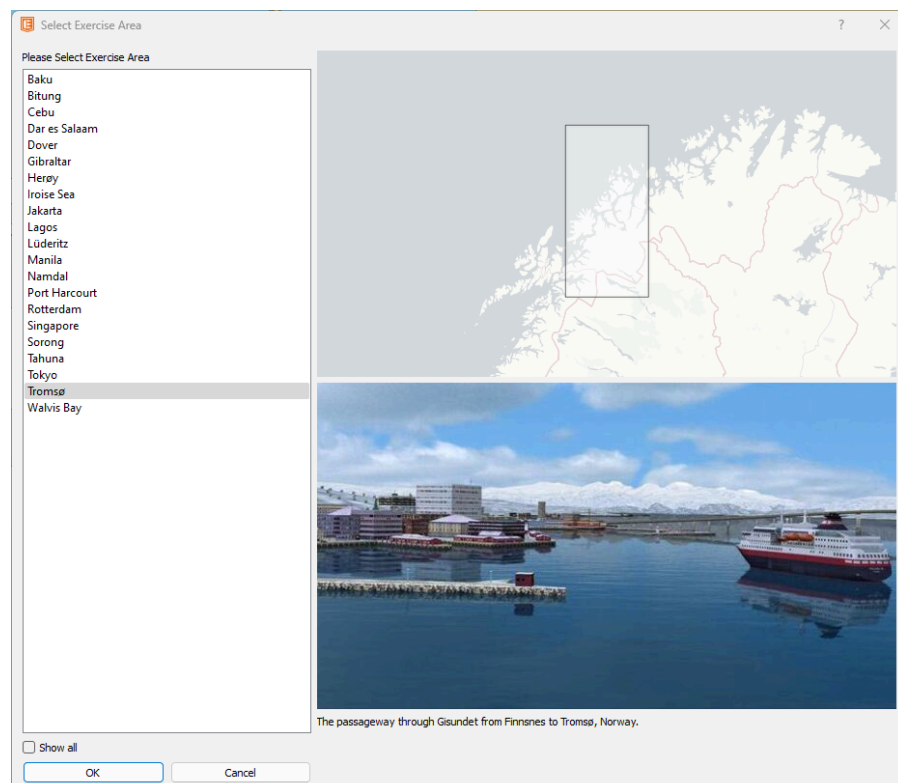 Select Exercise Area
Please Select Exercise Area
Baku
Bitung
Cebu
Dar es Salaam
Dover
Gibraltar
Herøy
Iroise Sea
Jakarta
Lagos
Lüderitz
Manila
Namdal
Port Harcourt
Rotterdam
Singapore
Sorong
Tahuna
Tokyo
Tromsø
Walvis Bay
The passageway through Gisundet from Finnsnes to Tromsø, Norway.
Show all
OK
Cancel